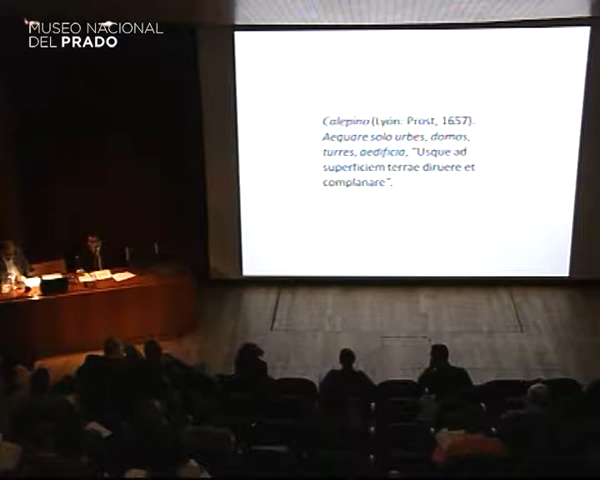 MUSEO NACIONAL
DEL PRADO
Calepino (Lyón: Prost, 1657).
Aequare solo urbes, domos,
turres, aedificia, "Usque ad
superficiem terrae diruere et
complanare".